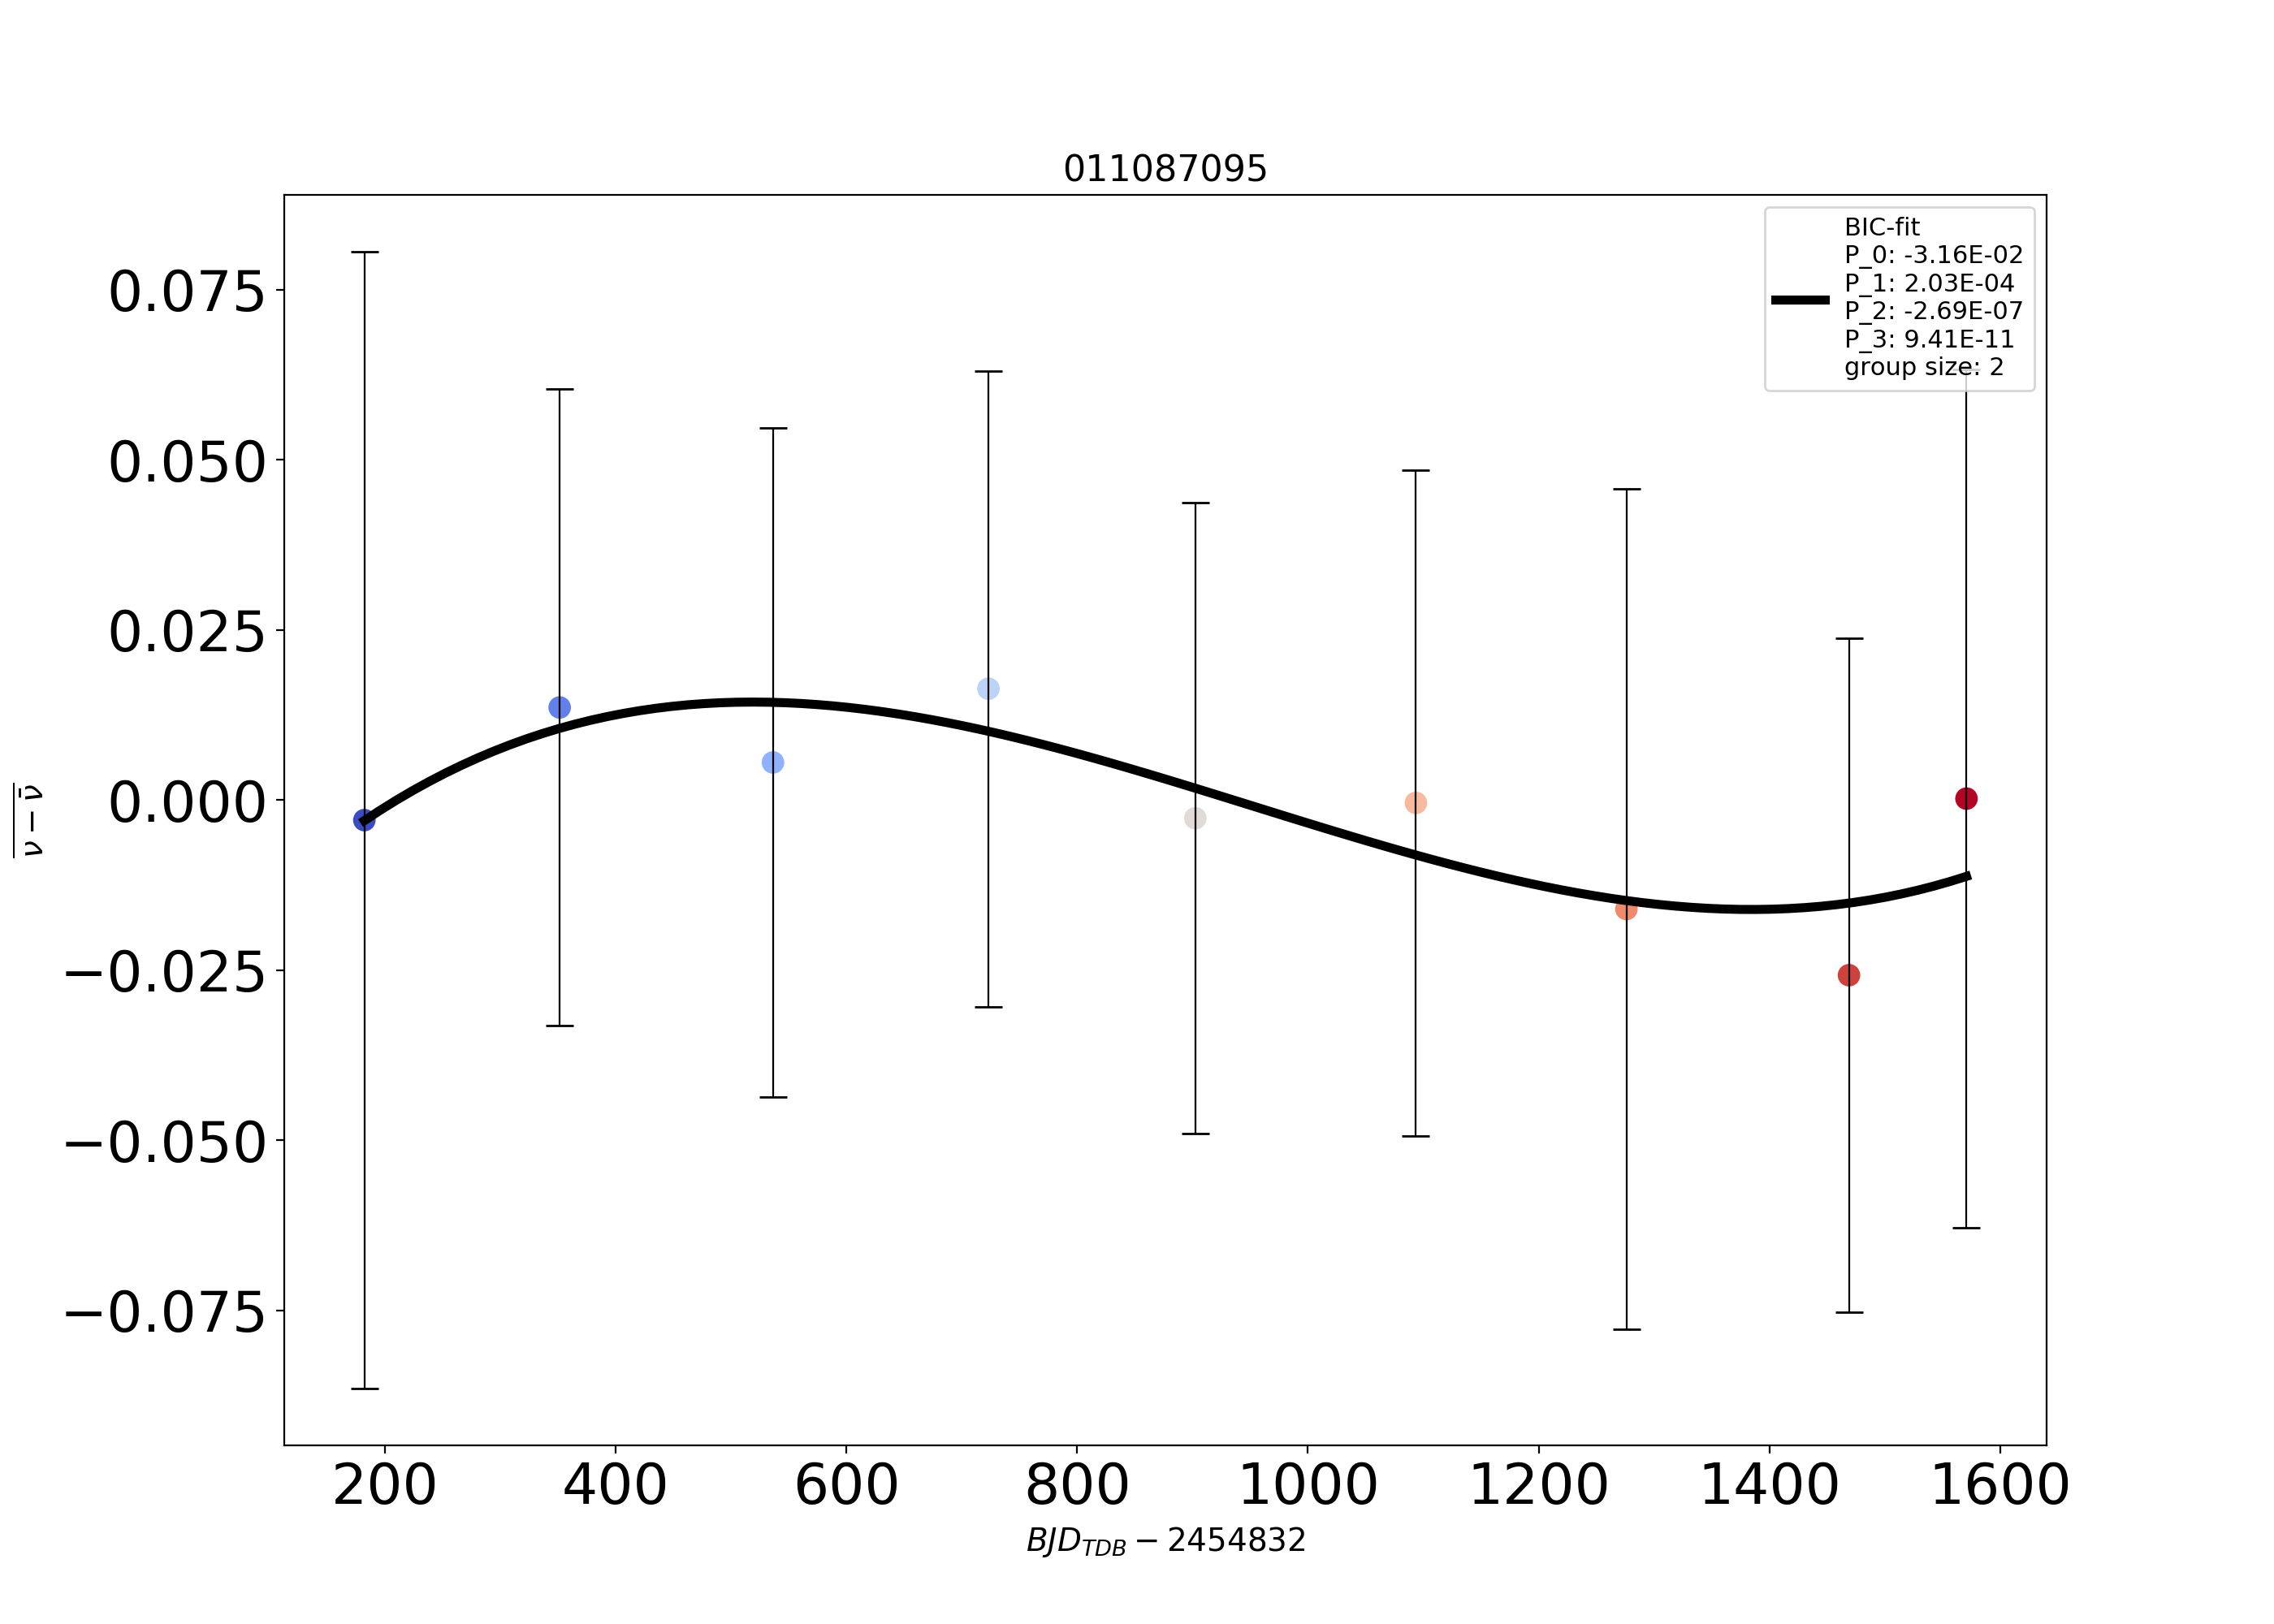 011087095
BIC-fit
P_0: -3.16E-02
P_1: 2.03E-04
P_2: -2.69E-07
P_3: 9.41E-11
group size: 2
0.075
0.050
0.025
0.000
−0.025
−0.050
−0.075
ν − ν̄
200 400 600 800 1000 1200 1400 1600
BJD_TDB − 2454832